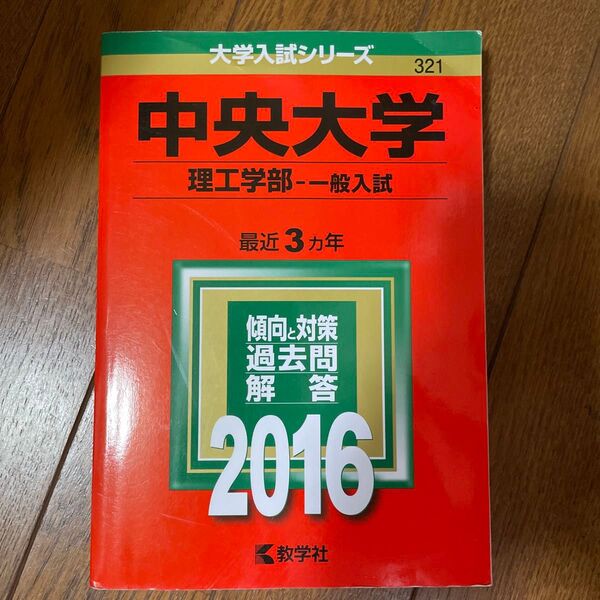 大学入試シリーズ
321
中央大学
理工学部-一般入試
最近3ヵ年
傾向と対策
過去問
解答
2016
教学社